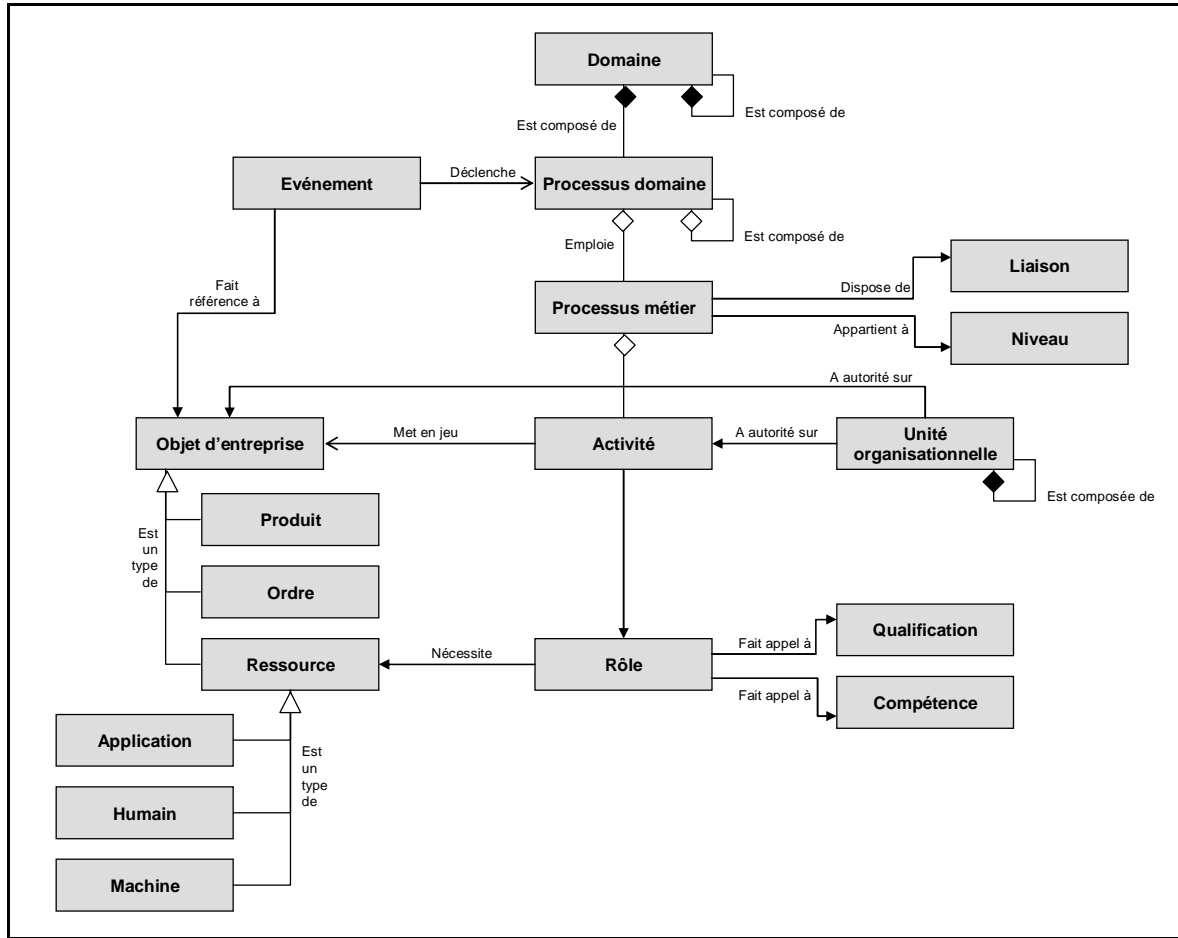 Domaine
Est composé de
Est composé de
Evénement
Déclenche
Processus domaine
Est composé de
Emploie
Fait
référence à
Processus métier
Dispose de
Liaison
Appartient à
Niveau
A autorité sur
Objet d'entreprise
Met en jeu
Activité
A autorité sur
Unité
organisationnelle
Est composée de
Est
un
type
de
Produit
Ordre
Ressource
Nécessite
Rôle
Fait appel à
Qualification
Fait appel à
Compétence
Application
Humain
Machine
Est
un
type
de